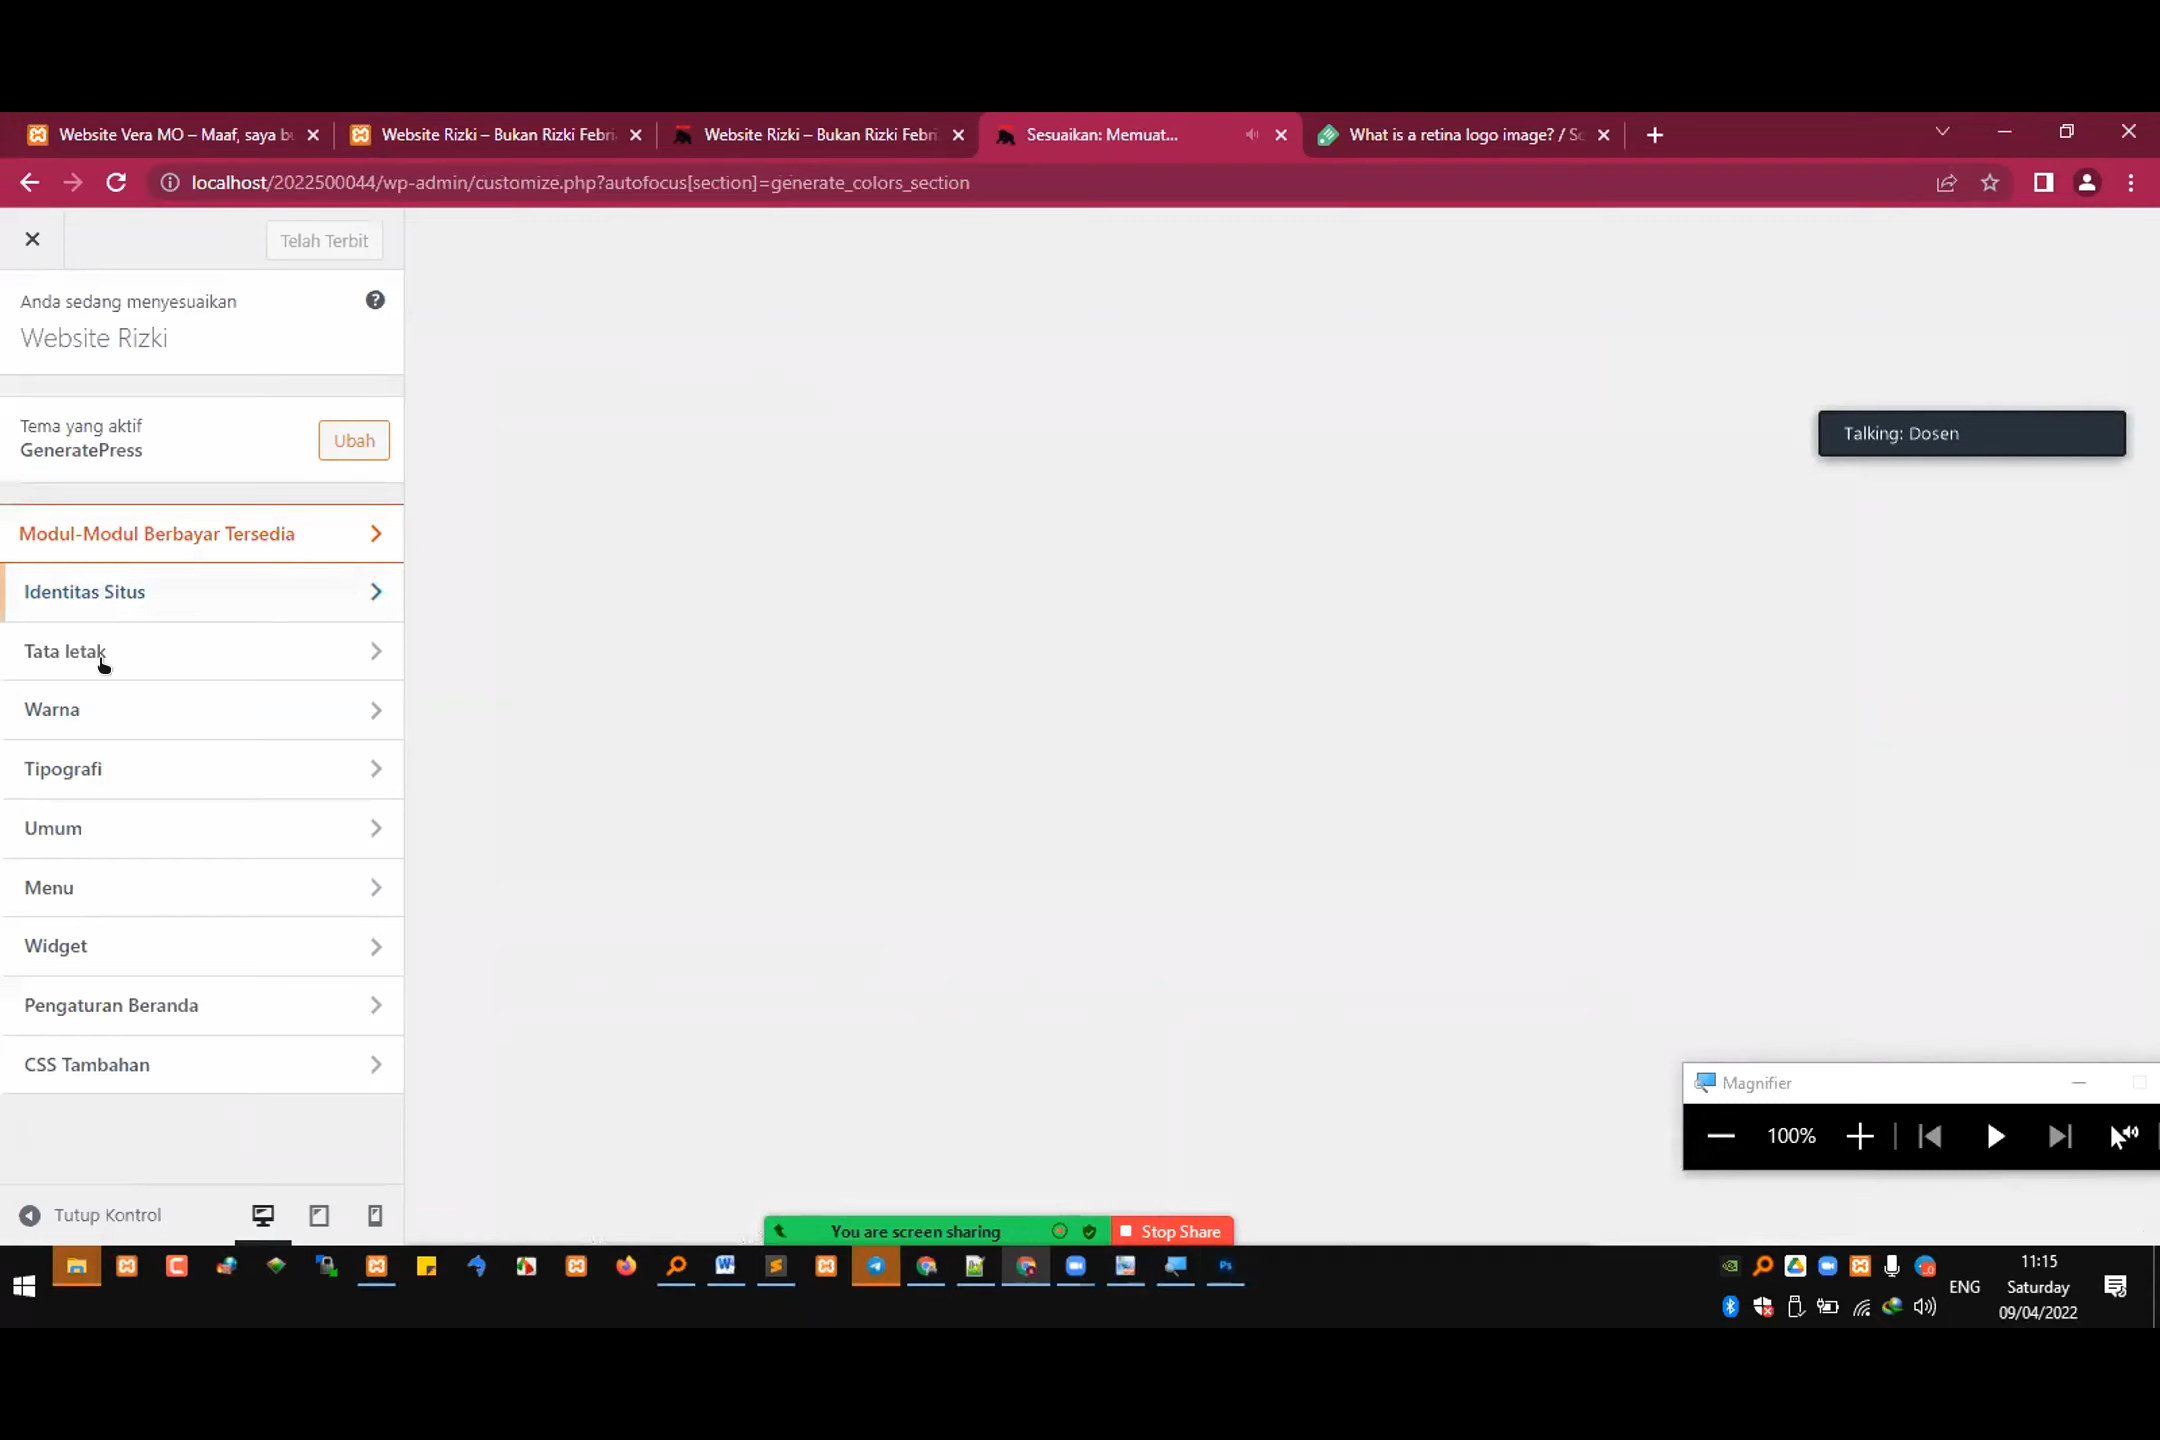 Website Vera MO – Maaf, saya bu
Website Rizki – Bukan Rizki Febri
Website Rizki – Bukan Rizki Febri
Sesuaikan: Memuat...
What is a retina logo image? / Sc
localhost/2022500044/wp-admin/customize.php?autofocus[section]=generate_colors_section
Telah Terbit
Anda sedang menyesuaikan
Website Rizki
Tema yang aktif
GeneratePress
Ubah
Talking: Dosen
Modul-Modul Berbayar Tersedia
Identitas Situs
Tata letak
Warna
Tipografi
Umum
Menu
Widget
Pengaturan Beranda
CSS Tambahan
Magnifier
100%
Tutup Kontrol
You are screen sharing
Stop Share
11:15
ENG
Saturday
09/04/2022